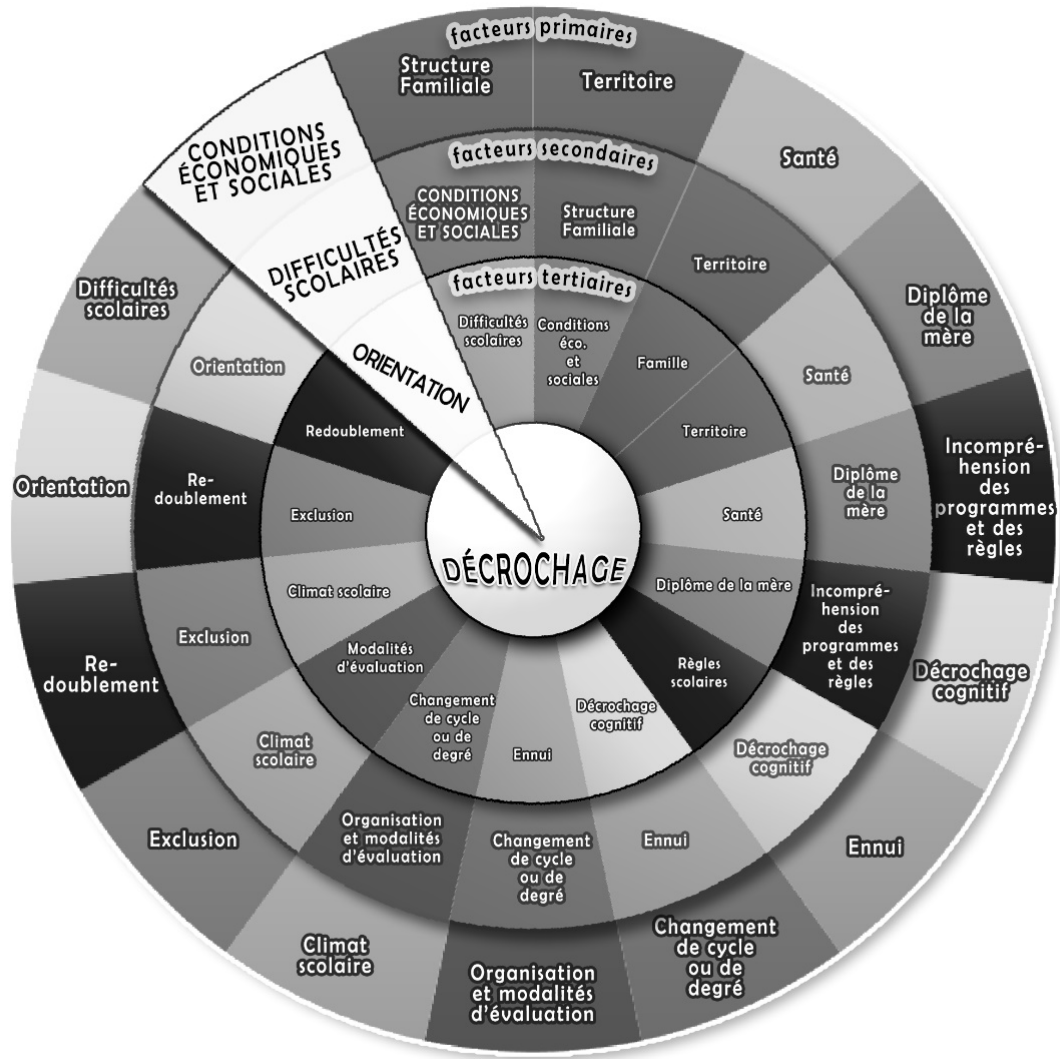 facteurs primaires
Structure
Familiale
Territoire
Santé
Diplôme
de la
mère
Incompré-
hension
des
programmes
et des
règles
Décrochage
cognitif
Ennui
Changement
de cycle
ou de
degré
Organisation
et modalités
d'évaluation
Climat
scolaire
Exclusion
Re-
doublement
Orientation
Difficultés
scolaires
CONDITIONS
ÉCONOMIQUES
ET SOCIALES
facteurs secondaires
CONDITIONS
ÉCONOMIQUES
ET SOCIALES
Structure
Familiale
Territoire
Santé
Diplôme
de la
mère
Incompré-
hension
des
programmes
et des
règles
Décrochage
cognitif
Ennui
Changement
de cycle
ou de
degré
Organisation
et modalités
d'évaluation
Climat
scolaire
Exclusion
Re-
doublement
Orientation
DIFFICULTÉS
SCOLAIRES
facteurs tertiaires
Difficultés
scolaires
Conditions
éco.
et
sociales
Famille
Territoire
Santé
Diplôme de la mère
Règles
scolaires
Décrochage
cognitif
Ennui
Changement
de cycle
ou de
degré
Modalités
d'évaluation
Climat scolaire
Exclusion
Redoublement
ORIENTATION
DÉCROCHAGE